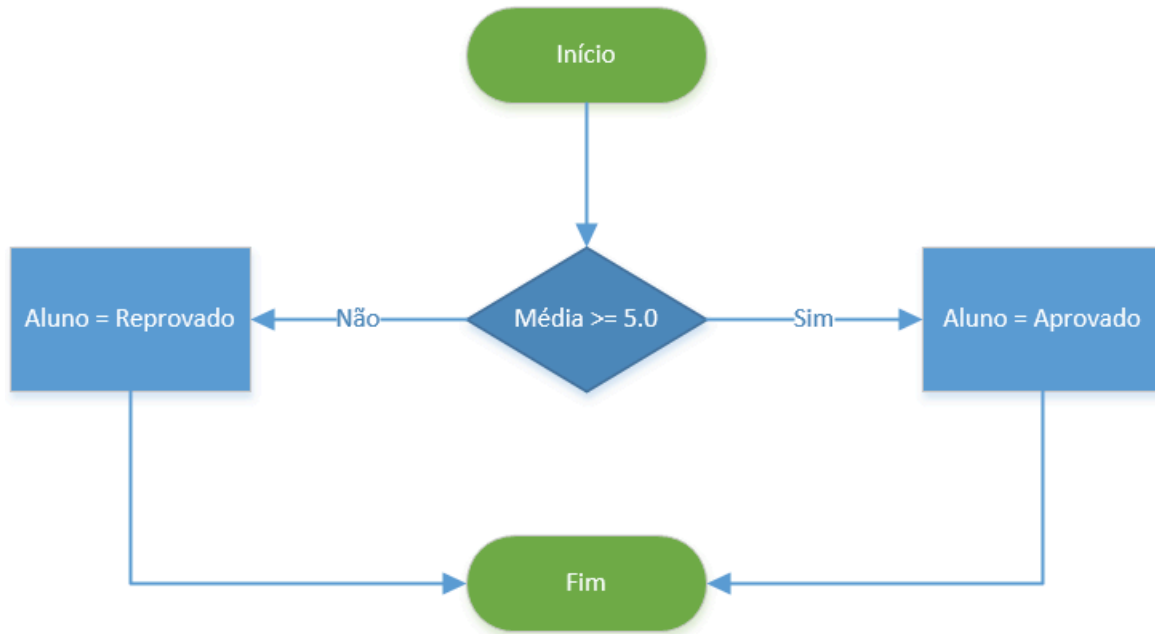 Início
Aluno = Reprovado
Não
Média >= 5.0
Sim
Aluno = Aprovado
Fim